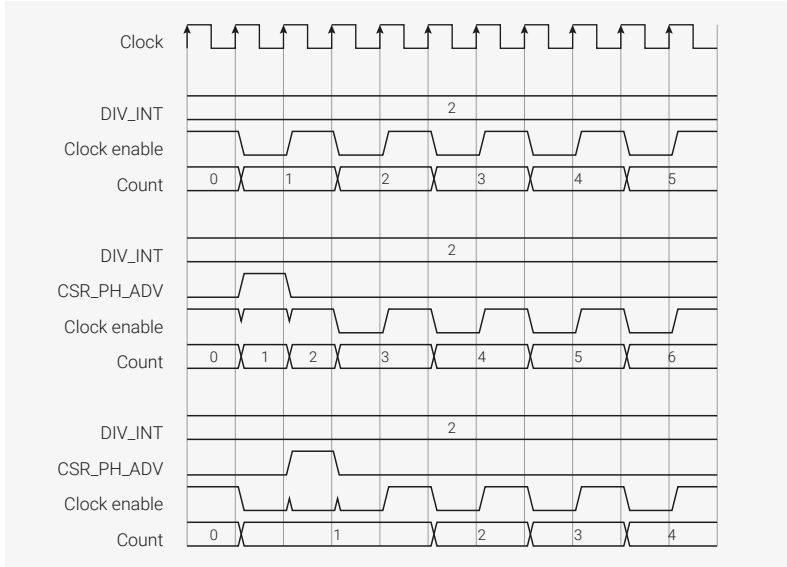 Clock
DIV_INT 2
Clock enable
Count 0 1 2 3 4 5
DIV_INT 2
CSR_PH_ADV
Clock enable
Count 0 1 2 3 4 5 6
DIV_INT 2
CSR_PH_ADV
Clock enable
Count 0 1 2 3 4